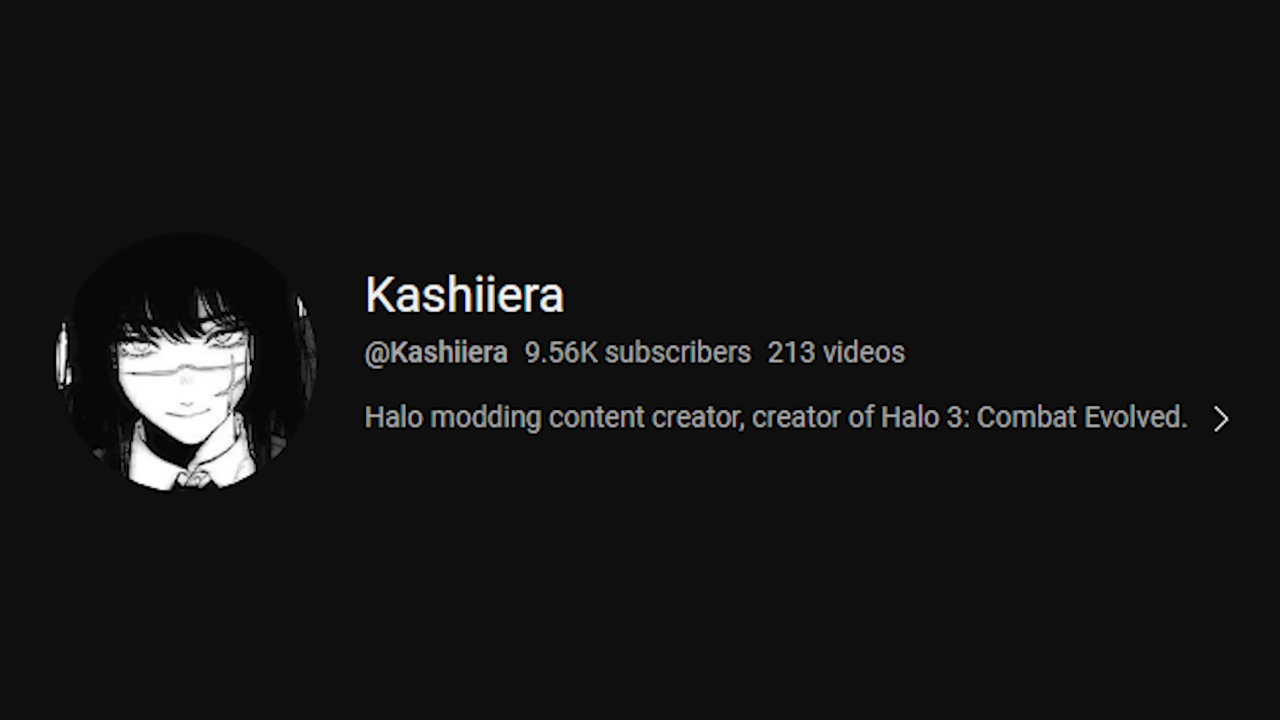 Kashiiera
@Kashiiera 9.56K subscribers 213 videos
Halo modding content creator, creator of Halo 3: Combat Evolved.